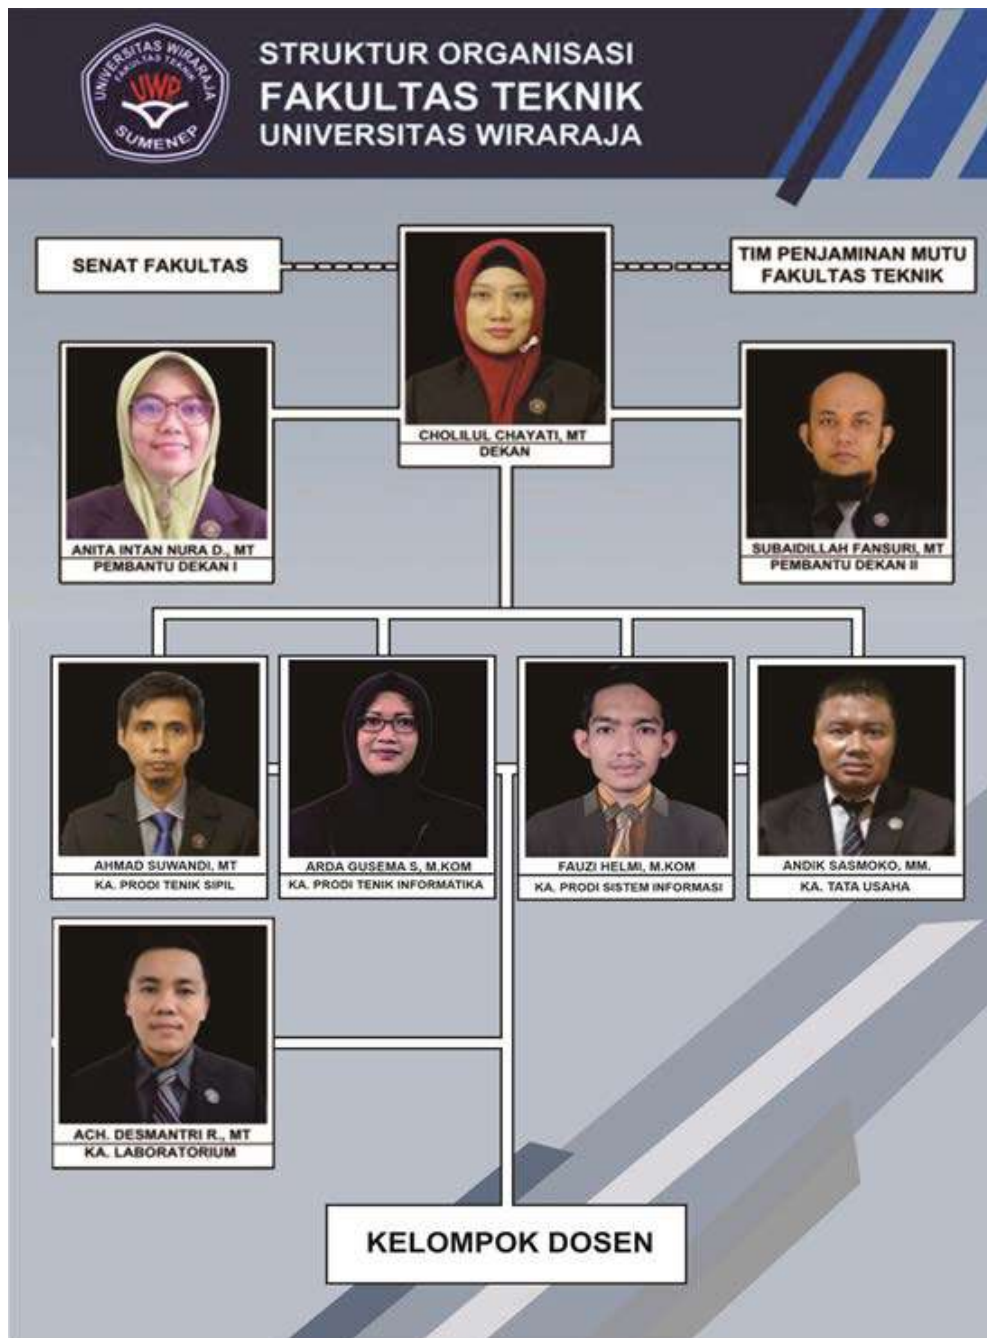 UNIVERSITAS WIRARAJA
FAKULTAS TEKNIK
UWP
SUMENEP
STRUKTUR ORGANISASI
FAKULTAS TEKNIK
UNIVERSITAS WIRARAJA
SENAT FAKULTAS
TIM PENJAMINAN MUTU
FAKULTAS TEKNIK
CHOLILUL CHAYATI, MT
DEKAN
ANITA INTAN NURA D., MT
PEMBANTU DEKAN I
SUBAIDILLAH FANSURI, MT
PEMBANTU DEKAN II
AHMAD SUWANDI, MT
KA. PRODI TENIK SIPIL
ARDA GUSEMA S, M.KOM
KA. PRODI TENIK INFORMATIKA
FAUZI HELMI, M.KOM
KA. PRODI SISTEM INFORMASI
ANDIK SASMOKO, MM.
KA. TATA USAHA
ACH. DESMANTRI R., MT
KA. LABORATORIUM
KELOMPOK DOSEN